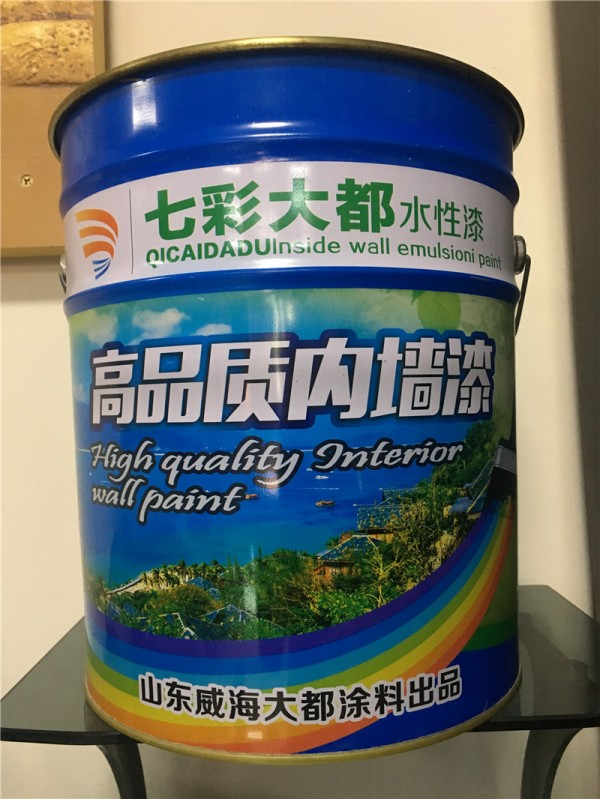 七彩大都水性漆
QICAIDADUInside wall emulsioni paint
高品质内墙漆
High quality Interior
wall paint
山东威海大都涂料出品